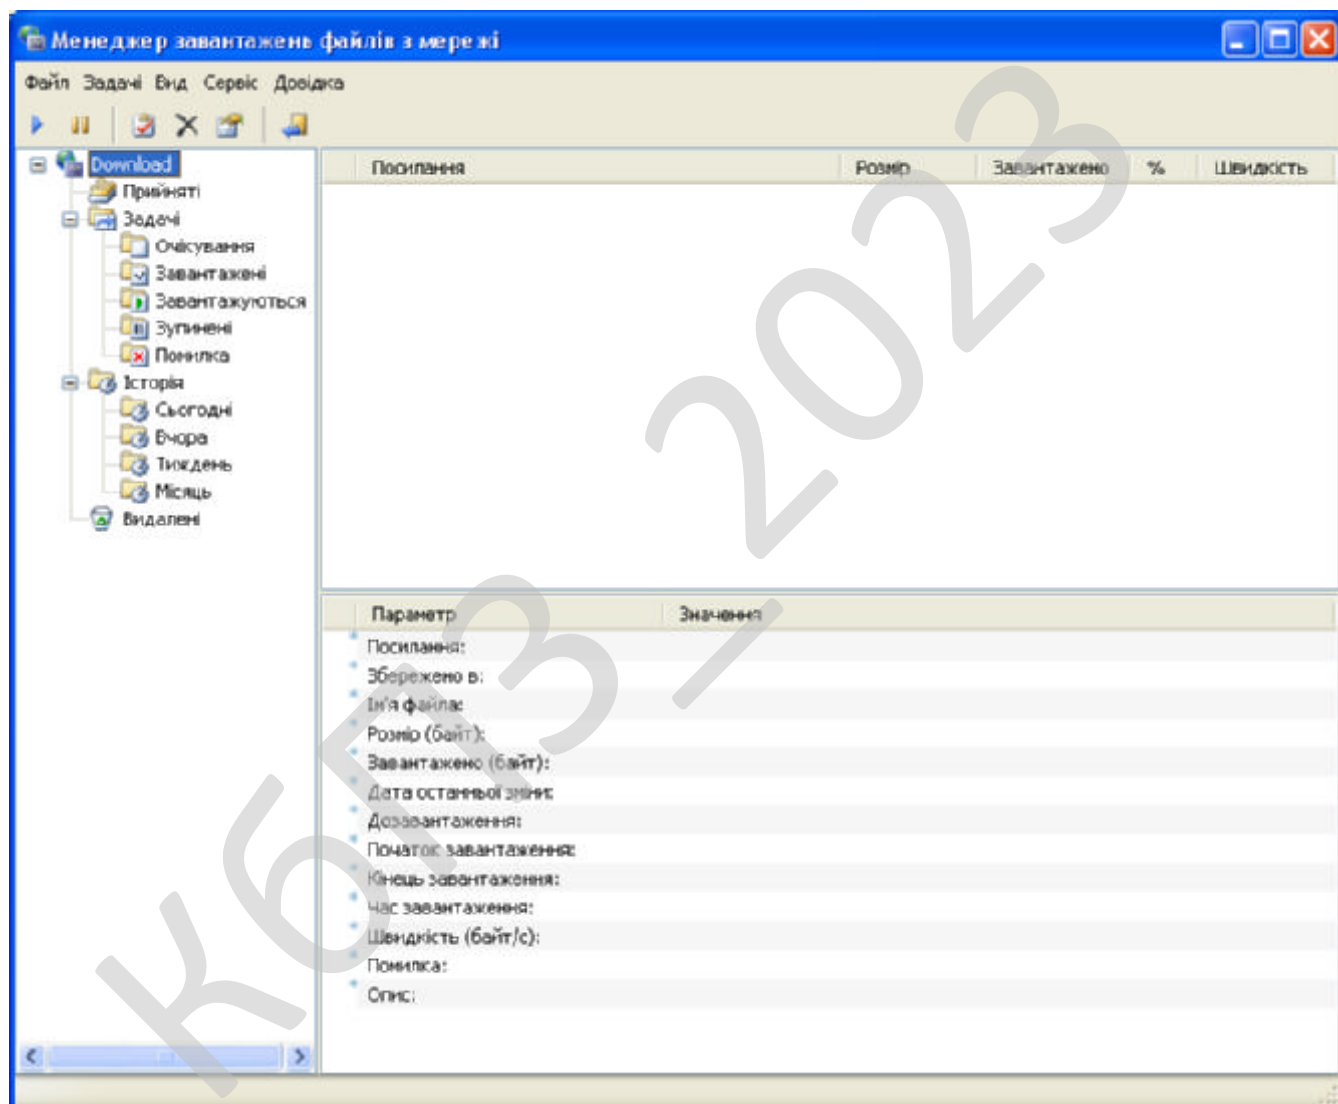 Менеджер завантажень файлів з мережі
Файл Задачі Вид Сервіс Довідка
Download
Прийняті
Задачі
Очікування
Завантажені
Завантажуються
Зупинені
Помилка
Історія
Сьогодні
Вчора
Тиждень
Місяць
Видалені
Посилання Розмір Завантажено % Швидкість
Параметр Значення
Посилання:
Збережено в:
Ім'я файла:
Розмір (байт):
Завантажено (байт):
Дата останньої зміни:
Дозавантаження:
Початок завантаження:
Кінець завантаження:
Час завантаження:
Швидкість (байт/с):
Помилка:
Опис:
КбПЗ_2023